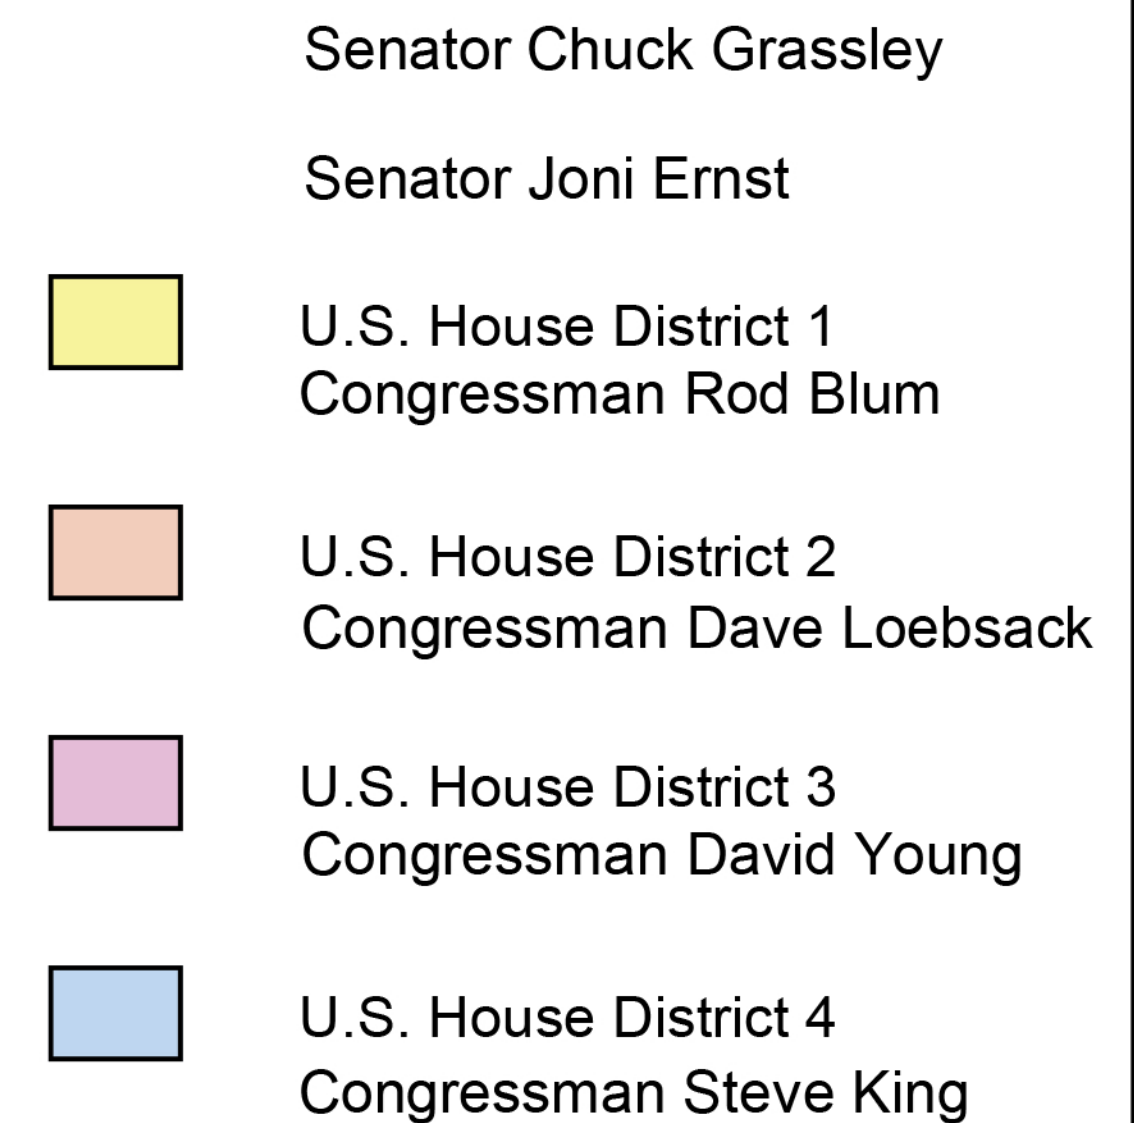 Senator Chuck Grassley
Senator Joni Ernst
U.S. House District 1
Congressman Rod Blum
U.S. House District 2
Congressman Dave Loebsack
U.S. House District 3
Congressman David Young
U.S. House District 4
Congressman Steve King